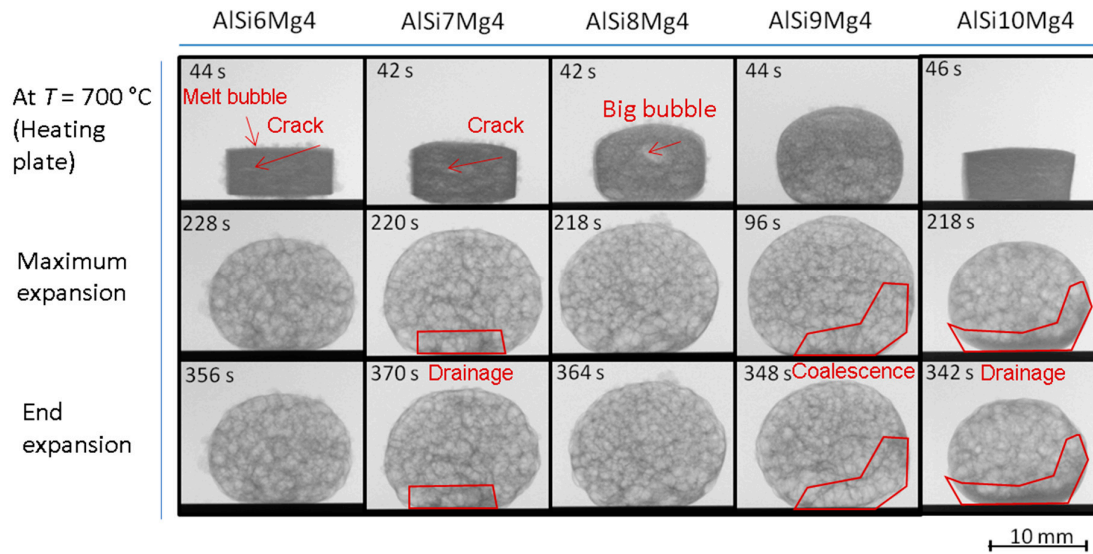 AlSi6Mg4 AlSi7Mg4 AlSi8Mg4 AlSi9Mg4 AlSi10Mg4
At T = 700 °C
(Heating
plate)
44 s 42 s 42 s 44 s 46 s
Melt bubble
Crack
Crack
Big bubble
Maximum
expansion
228 s 220 s 218 s 96 s 218 s
End
expansion
356 s 370 s Drainage 364 s 348 s Coalescence 342 s Drainage
10 mm